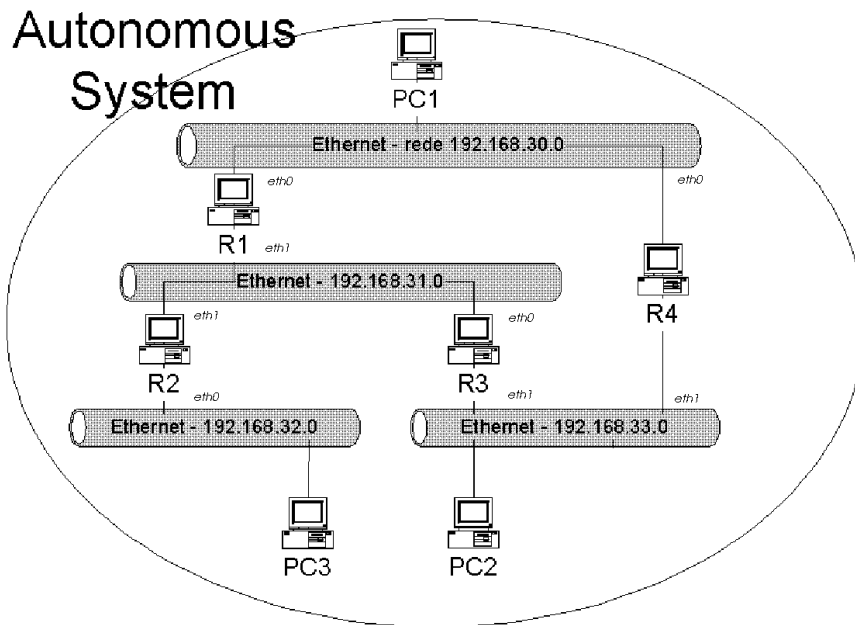 Autonomous
System
PC1
Ethernet - rede 192.168.30.0
eth0
eth0
R1
eth1
Ethernet - 192.168.31.0
R4
eth1
eth0
R2
R3
eth0
eth1
eth1
Ethernet - 192.168.32.0
Ethernet - 192.168.33.0
PC3
PC2